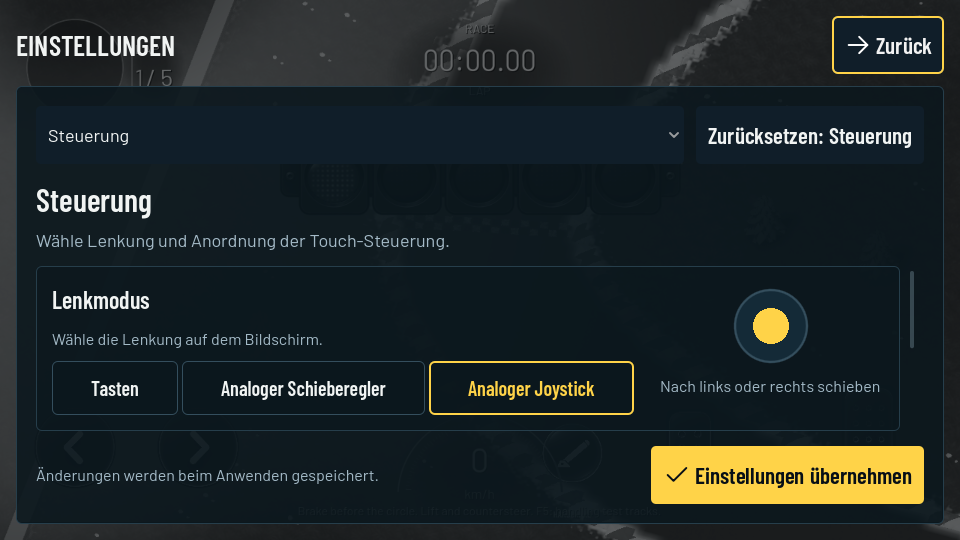 EINSTELLUNGEN
1/5
RACE
00:00.00
Zurück
Steuerung
Zurücksetzen: Steuerung
Steuerung
Wähle Lenkung und Anordnung der Touch-Steuerung.
Lenkmodus
Wähle die Lenkung auf dem Bildschirm.
Tasten
Analoger Schieberegler
Analoger Joystick
Nach links oder rechts schieben
0
Änderungen werden beim Anwenden gespeichert.
Einstellungen übernehmen